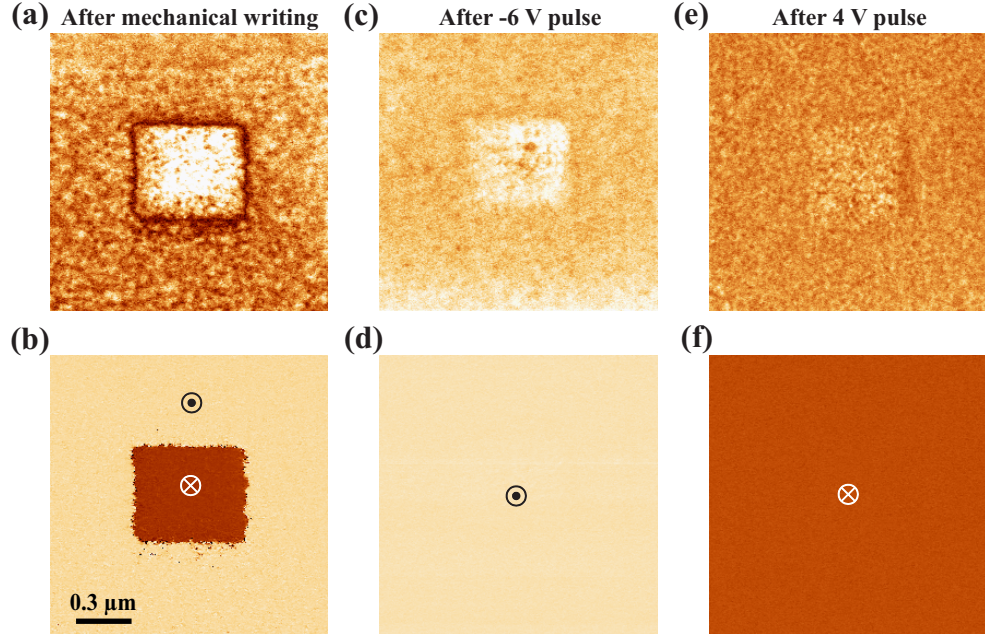 (a) After mechanical writing
(c) After -6 V pulse
(e) After 4 V pulse
(b)
(d)
(f)
0.3 µm